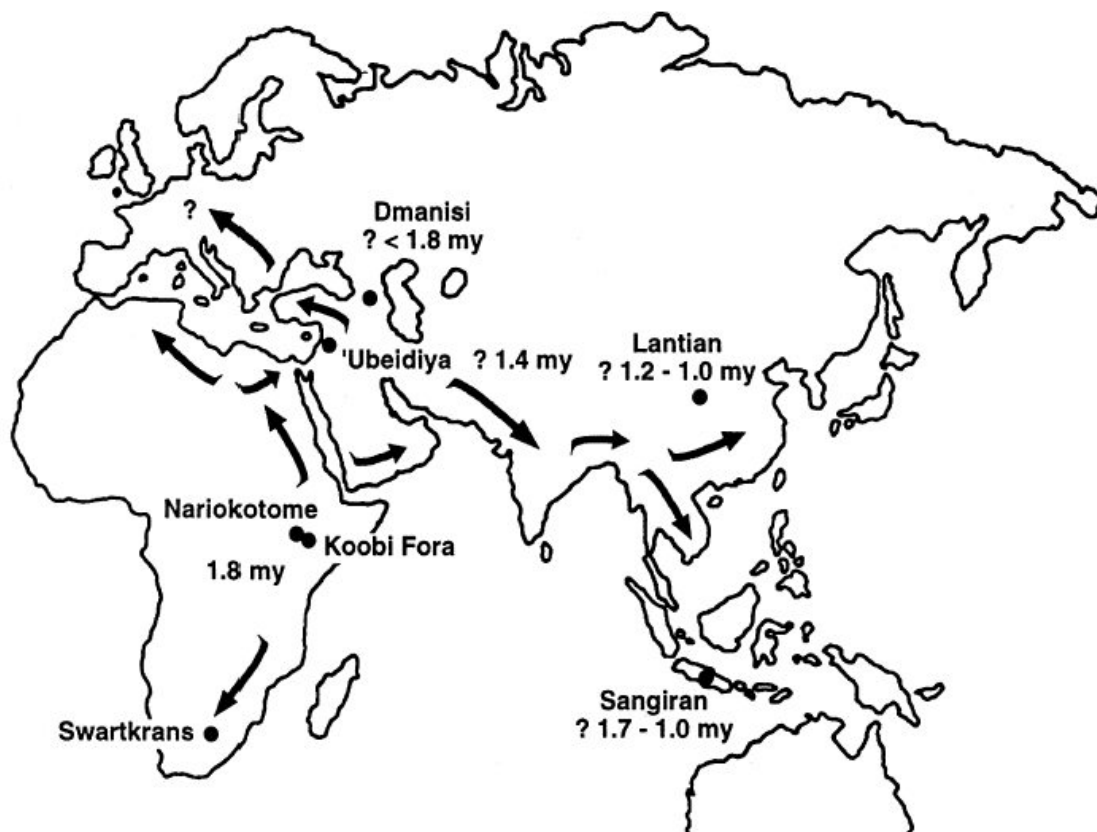 ?
Dmanisi
? < 1.8 my
'Ubeidiya ? 1.4 my
Lantian
? 1.2 - 1.0 my
Nariokotome
Koobi Fora
1.8 my
Swartkrans
Sangiran
? 1.7 - 1.0 my